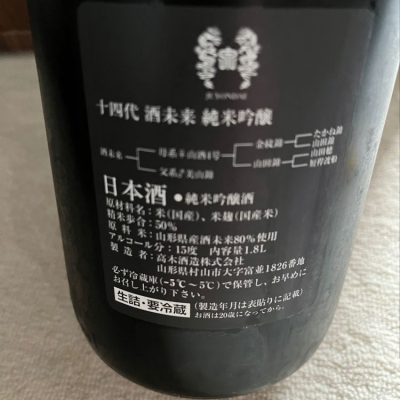 JUYONDAI
十四代 酒未来 純米吟醸
たかね錦
金紋錦
山田錦
酒未来
母系♀山酒4号
山田錦
山田穂
短稈渡船
父系♂美山錦
日本酒 ●純米吟醸酒
原材料名:米(国産)、米麹(国産米)
精米歩合:50%
原料米:山形県産酒未来80%使用
アルコール分:15度 内容量1.8L
製造者:高木酒造株式会社
山形県村山市大字富並1826番地
必ず冷蔵庫(-5℃~5℃)で保管し、お早めに
お召し上がり下さい。
生詰・要冷蔵
(製造年月は表貼りに記載)
お酒は20歳になってから。